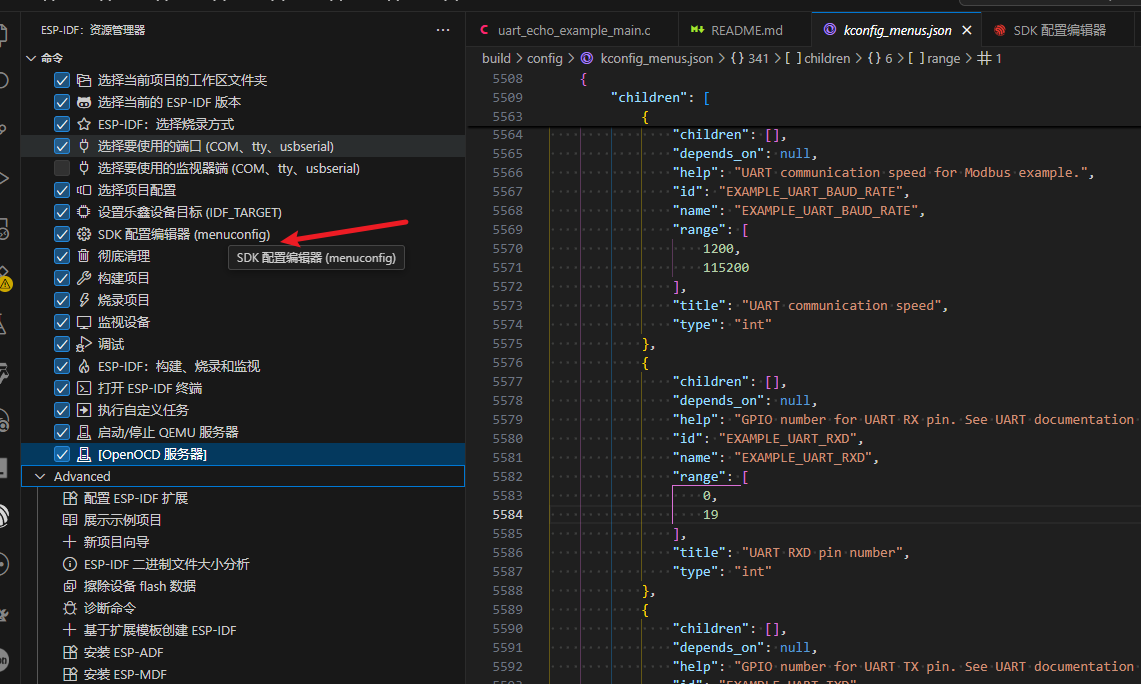 ESP-IDF：资源管理器
命令
选择当前项目的工作区文件夹
选择当前的 ESP-IDF 版本
ESP-IDF：选择烧录方式
选择要使用的端口 (COM、tty、usbserial)
选择要使用的监视器端 (COM、tty、usbserial)
选择项目配置
设置乐鑫设备目标 (IDF_TARGET)
SDK 配置编辑器 (menuconfig)
SDK 配置编辑器 (menuconfig)
彻底清理
构建项目
烧录项目
监视设备
调试
ESP-IDF：构建、烧录和监视
打开 ESP-IDF 终端
执行自定义任务
启动/停止 QEMU 服务器
[OpenOCD 服务器]
Advanced
配置 ESP-IDF 扩展
展示示例项目
新项目向导
ESP-IDF 二进制文件大小分析
擦除设备 flash 数据
诊断命令
基于扩展模板创建 ESP-IDF
安装 ESP-ADF
安装 ESP-MDF
uart_echo_example_main.c
README.md
kconfig_menus.json
SDK 配置编辑器
build > config > kconfig_menus.json > {} 341 > [ ] children > {} 6 > [ ] range > 1
5508 {
5509 "children": [
5563 {
5564 "children": [],
5565 "depends_on": null,
5566 "help": "UART communication speed for Modbus example.",
5567 "id": "EXAMPLE_UART_BAUD_RATE",
5568 "name": "EXAMPLE_UART_BAUD_RATE",
5569 "range": [
5570 1200,
5571 115200
5572 ],
5573 "title": "UART communication speed",
5574 "type": "int"
5575 },
5576 {
5577 "children": [],
5578 "depends_on": null,
5579 "help": "GPIO number for UART RX pin. See UART documentation
5580 "id": "EXAMPLE_UART_RXD",
5581 "name": "EXAMPLE_UART_RXD",
5582 "range": [
5583 0,
5584 19
5585 ],
5586 "title": "UART RXD pin number",
5587 "type": "int"
5588 },
5589 {
5590 "children": [],
5591 "depends_on": null,
5592 "help": "GPIO number for UART TX pin. See UART documentation
5593 "id": "EXAMPLE_UART_TXD"